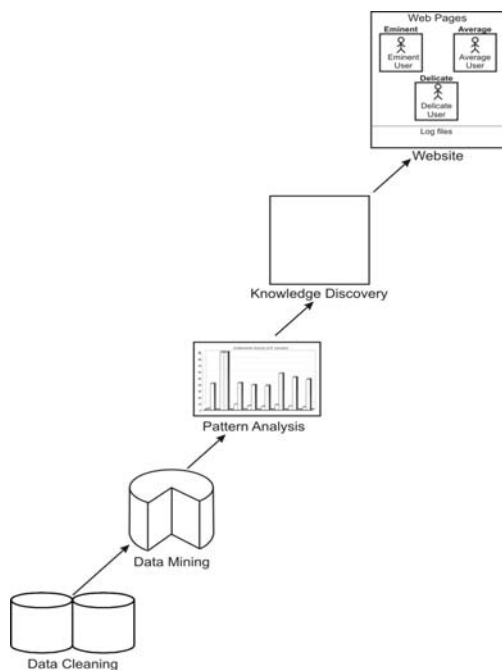 Web Pages
Eminent
Average
Eminent
User
Average
User
Delicate
Delicate
User
Log files
Website
Knowledge Discovery
Pattern Analysis
Data Mining
Data Cleaning